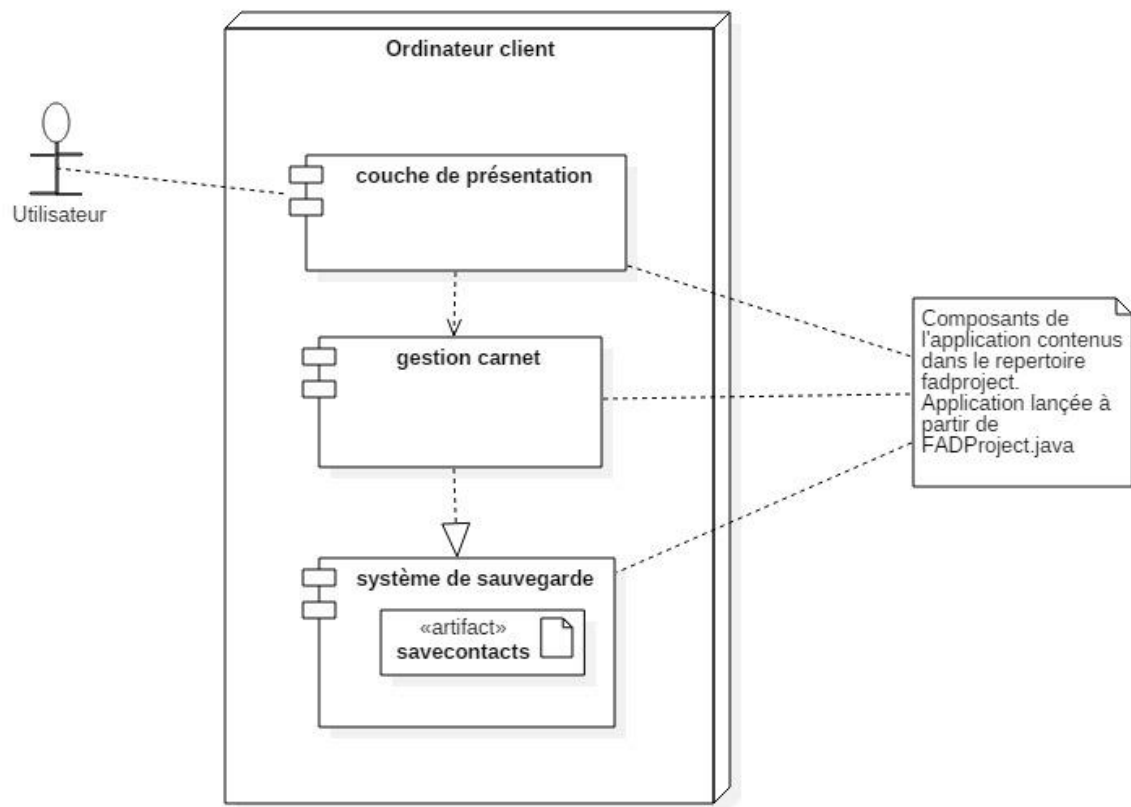 Ordinateur client
couche de présentation
Utilisateur
gestion carnet
Composants de
l'application contenus
dans le repertoire
fadproject.
Application lançée à
partir de
FADProject.java
système de sauvegarde
«artifact»
savecontacts